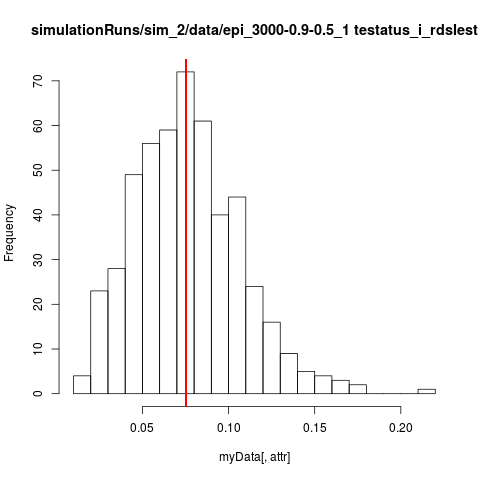 simulationRuns/sim_2/data/epi_3000-0.9-0.5_1 testatus_i_rdslest
70
60
50
40
30
20
10
0
Frequency
0.05 0.10 0.15 0.20
myData[, attr]